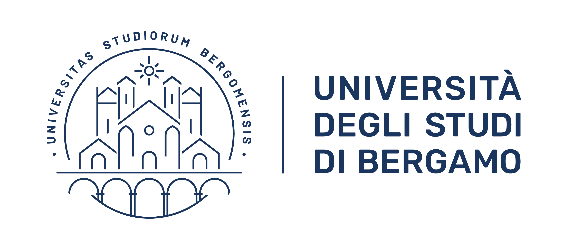 · UNIVERSITAS STUDIORUM BERGOMENSIS ·
UNIVERSITÀ
DEGLI STUDI
DI BERGAMO